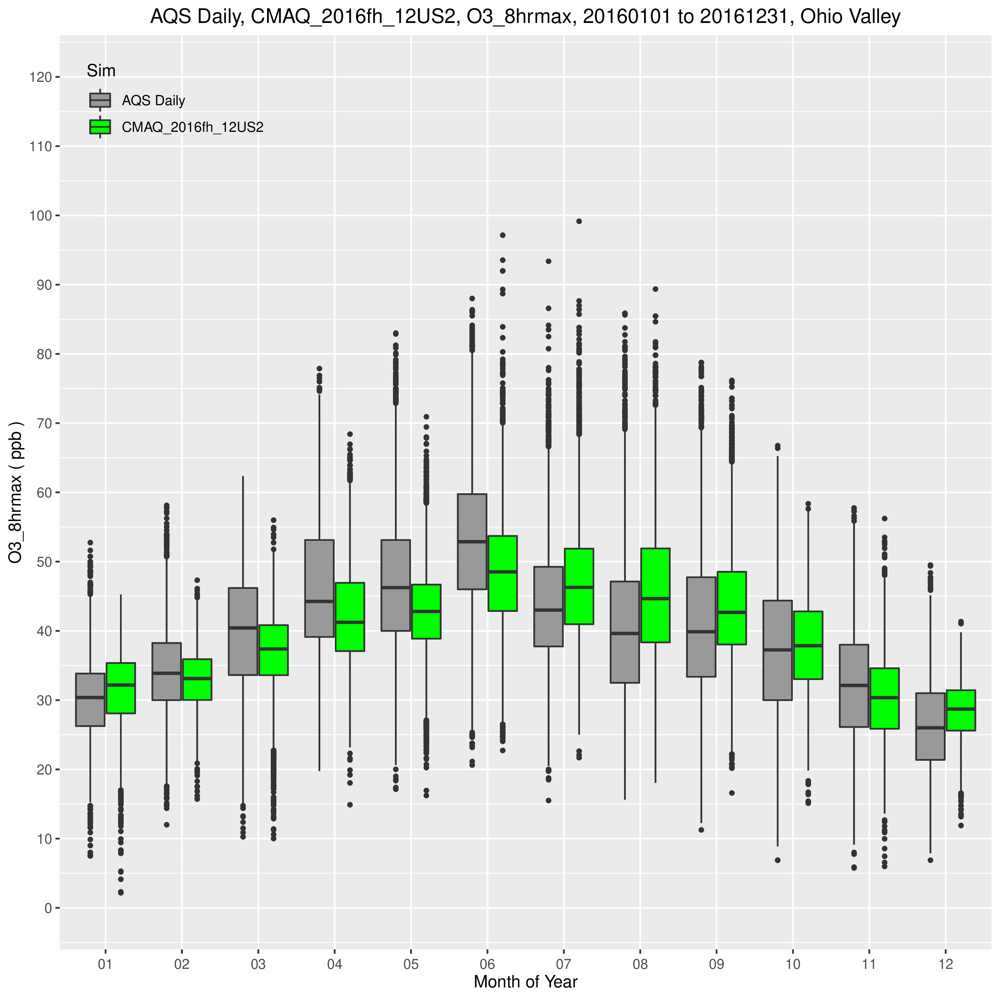 AQS Daily, CMAQ_2016fh_12US2, O3_8hrmax, 20160101 to 20161231, Ohio Valley
Sim
AQS Daily
CMAQ_2016fh_12US2
120
110
100
90
80
70
60
50
40
30
20
10
0
O3_8hrmax ( ppb )
01 02 03 04 05 06 07 08 09 10 11 12
Month of Year